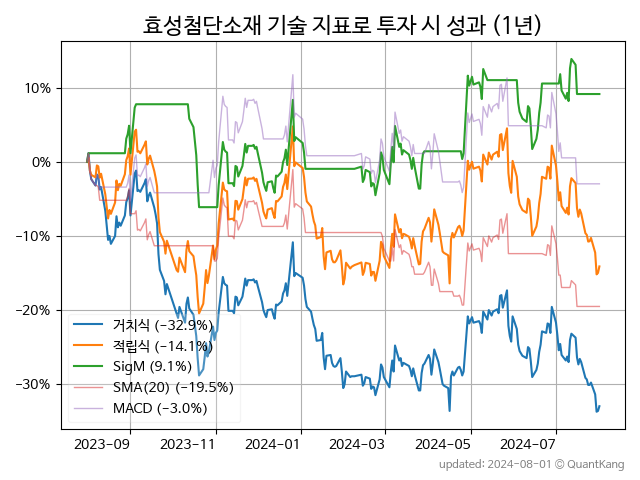 효성첨단소재 기술 지표로 투자 시 성과 (1년)
10%
0%
−10%
−20%
−30%
거치식 (−32.9%)
적립식 (−14.1%)
SigM (9.1%)
SMA(20) (−19.5%)
MACD (−3.0%)
2023-09
2023-11
2024-01
2024-03
2024-05
2024-07
updated: 2024-08-01 © QuantKang